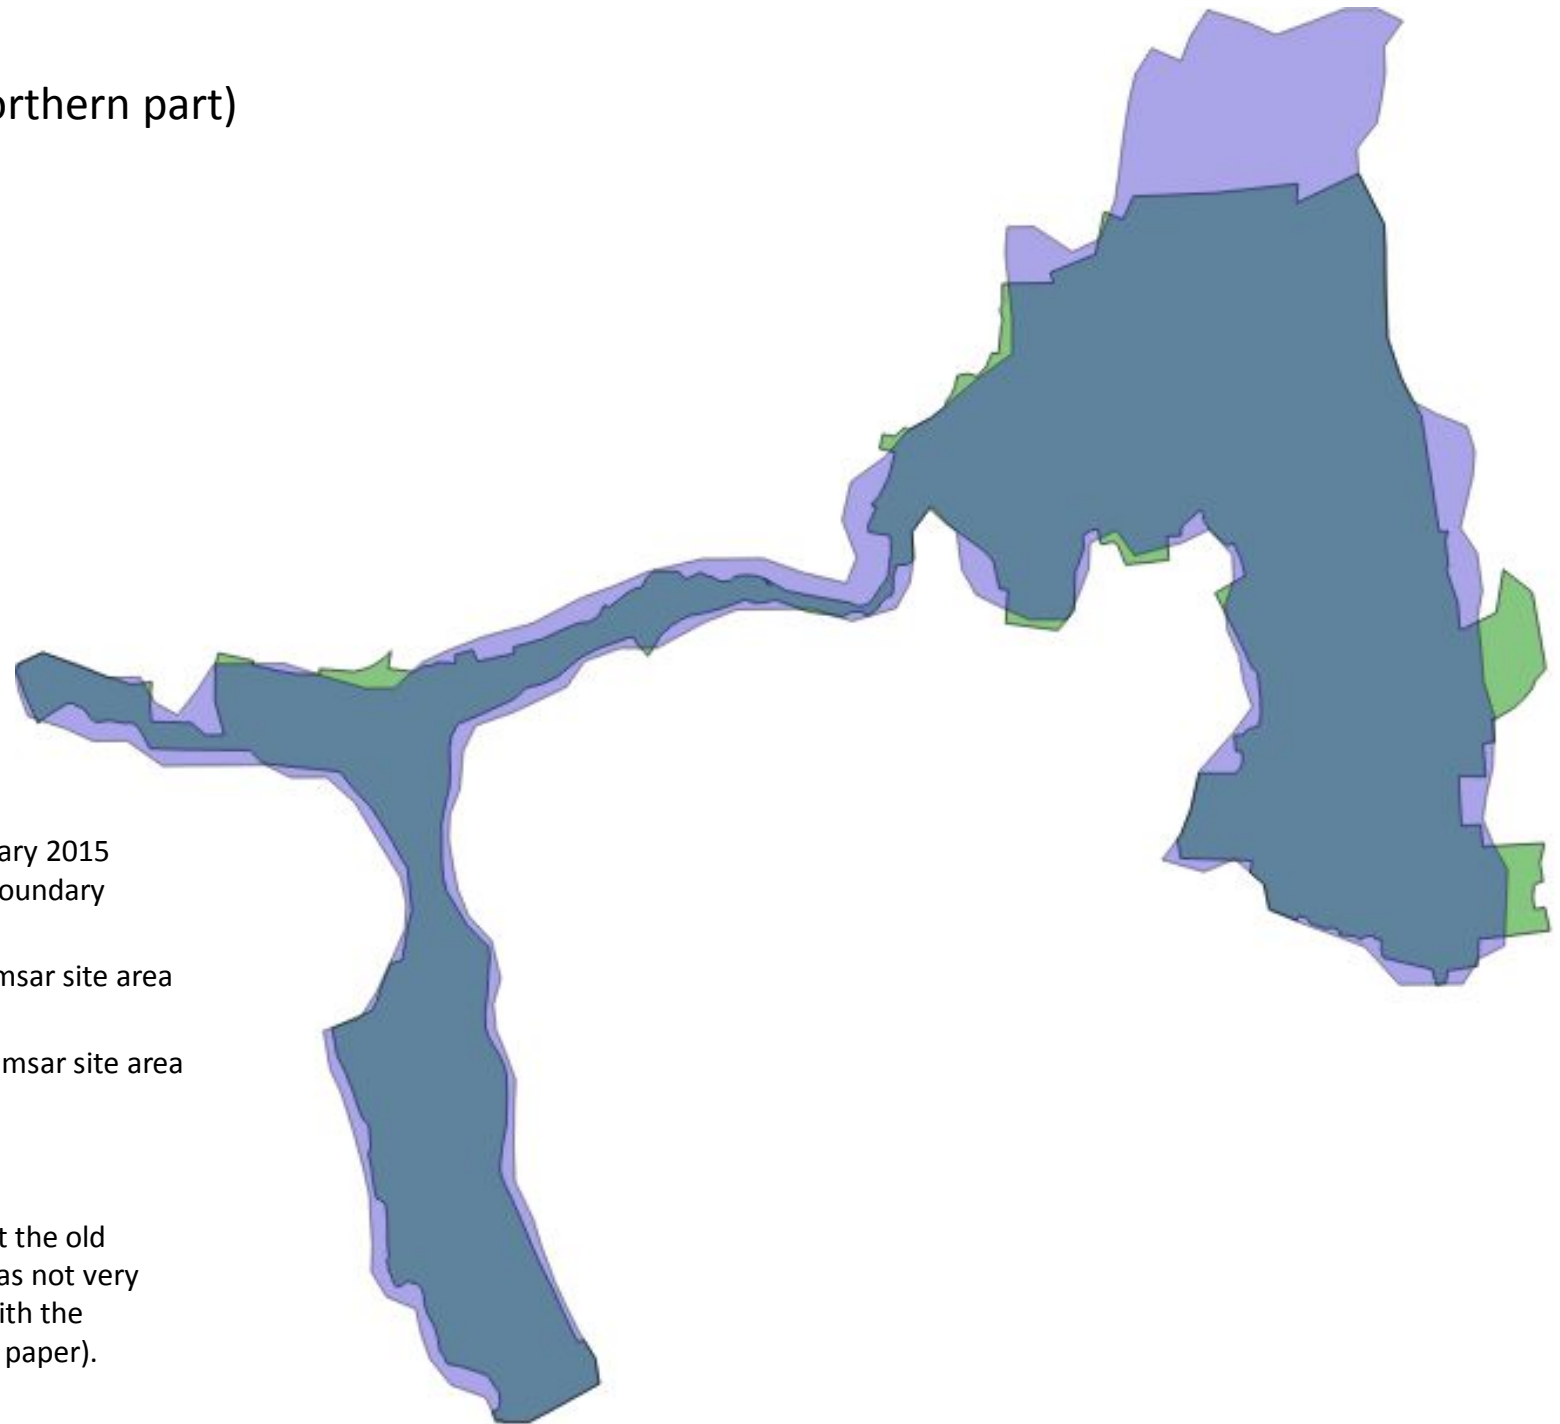 orthern part)
ary 2015
oundary
msar site area
msar site area
t the old
as not very
ith the
paper).